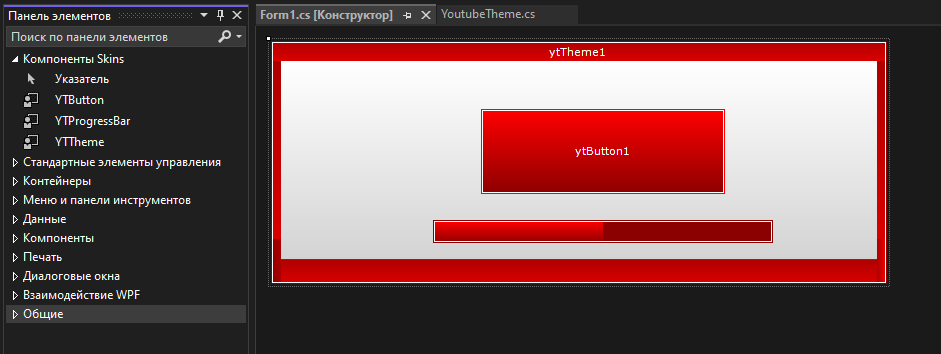 Панель элементов
Поиск по панели элементов
Компоненты Skins
Указатель
YTButton
YTProgressBar
YTTheme
Стандартные элементы управления
Контейнеры
Меню и панели инструментов
Данные
Компоненты
Печать
Диалоговые окна
Взаимодействие WPF
Общие
Form1.cs [Конструктор]
YoutubeTheme.cs
ytTheme1
ytButton1